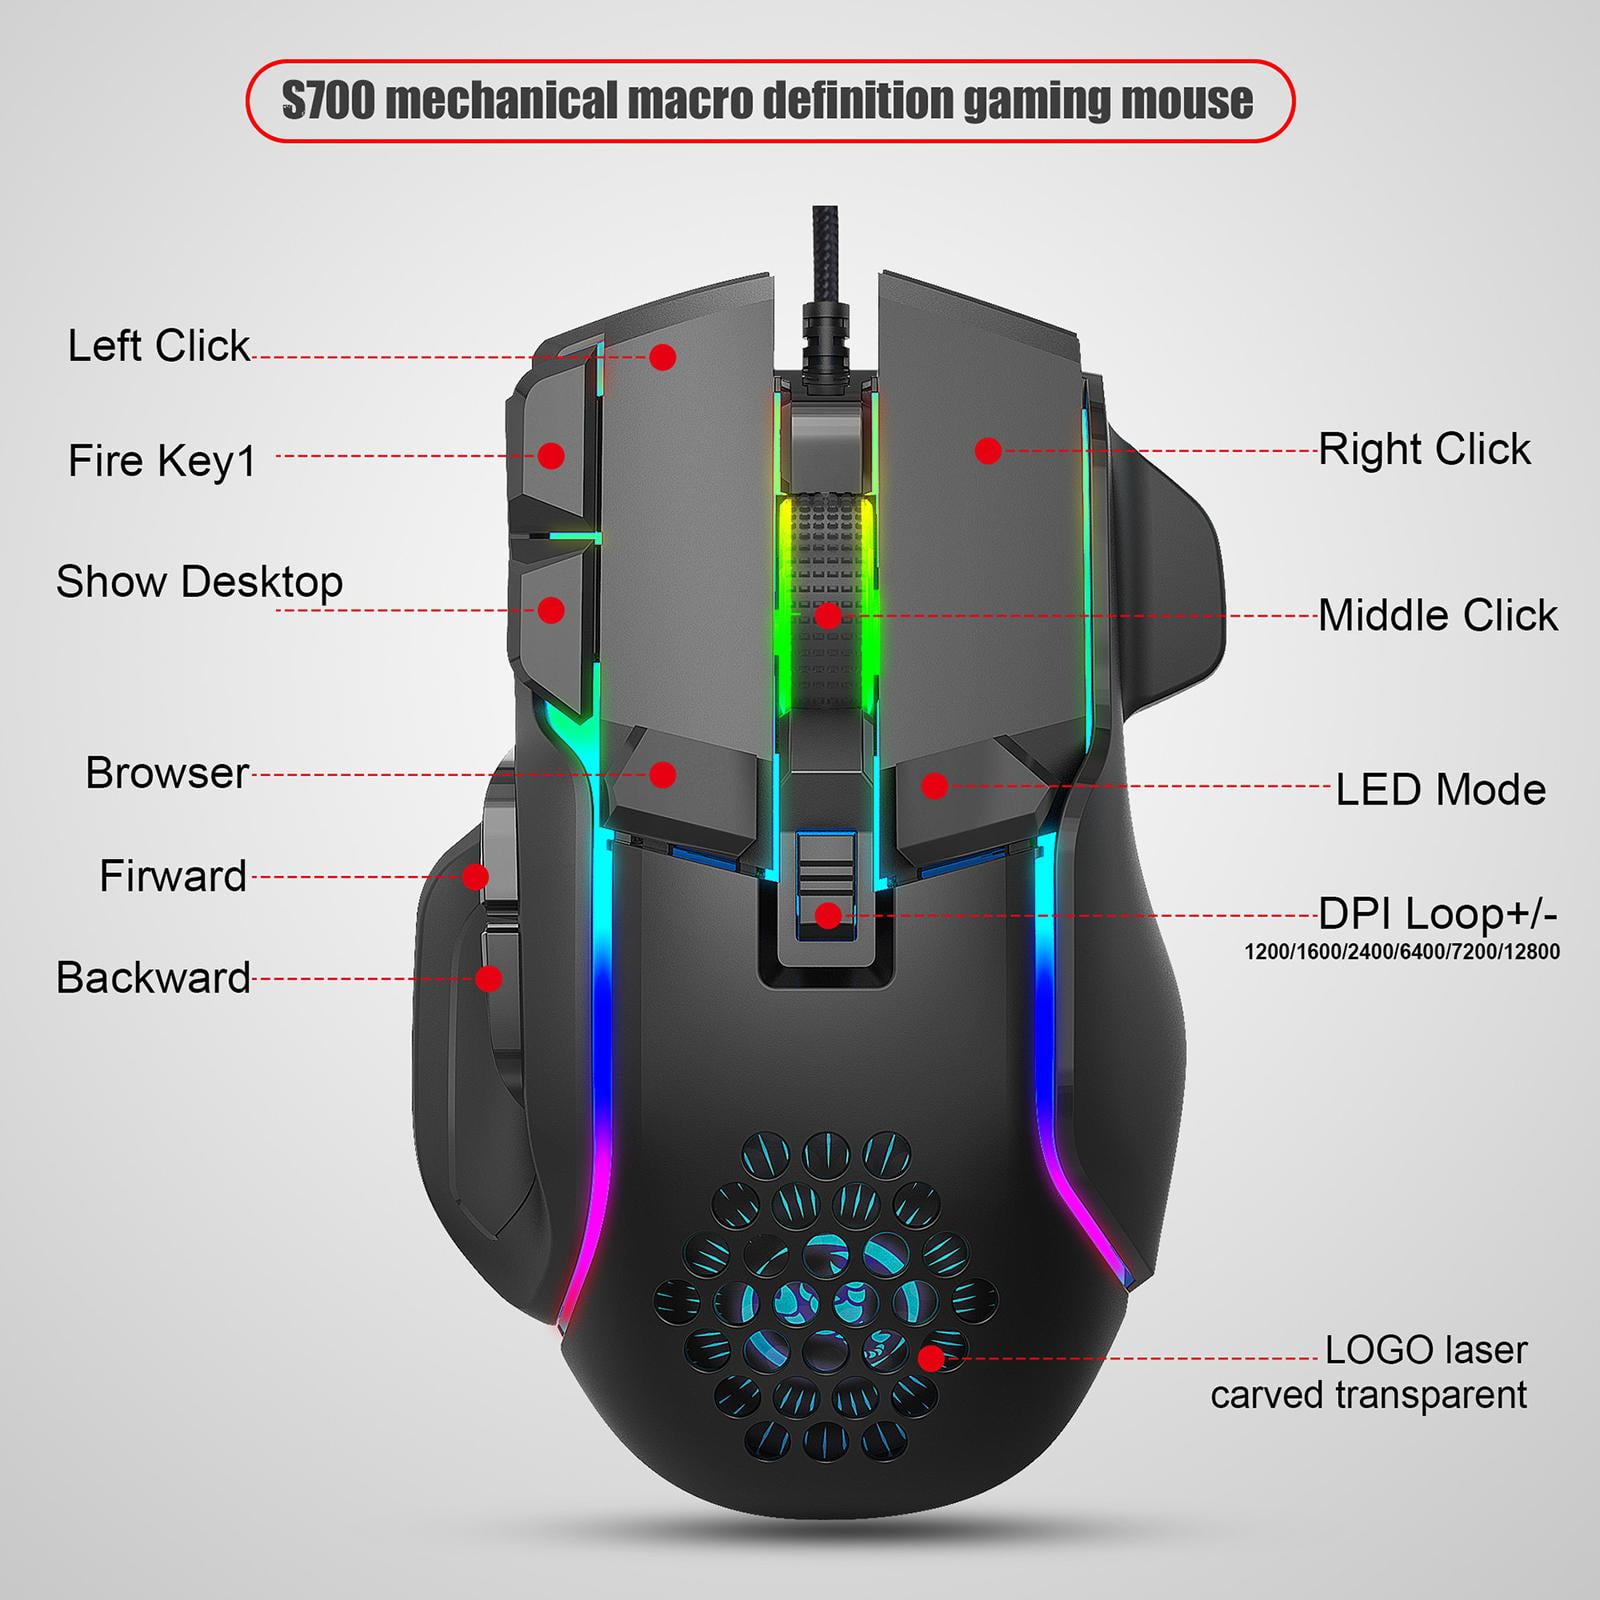 S700 mechanical macro definition gaming mouse
Left Click
Fire Key1
Show Desktop
Browser
Firward
Backward
Right Click
Middle Click
LED Mode
DPI Loop+/-
1200/1600/2400/6400/7200/12800
LOGO laser
carved transparent